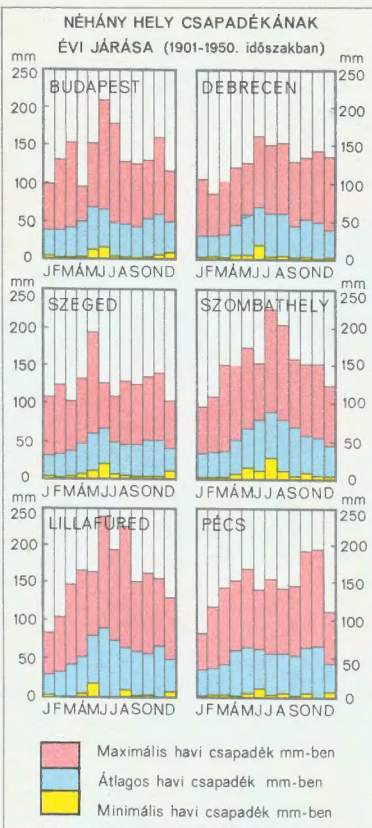 NÉHÁNY HELY CSAPADÉKÁNAK
ÉVI JÁRÁSA (1901-1950. időszakban)
mm mm
250 BUDAPEST DEBRECEN 250
200 200
150 150
100 100
50 50
0 0
JFMÁMJJASOND JFMÁMJJASOND
mm mm
250 SZEGED SZOMBATHELY 250
200 200
150 150
100 100
50 50
0 0
JFMÁMJJASOND JFMÁMJJASOND
mm mm
250 LILLAFÜRED PÉCS 250
200 200
150 150
100 100
50 50
0 0
JFMÁMJJASOND JFMÁMJJASOND
Maximális havi csapadék mm-ben
Átlagos havi csapadék mm-ben
Minimális havi csapadék mm-ben